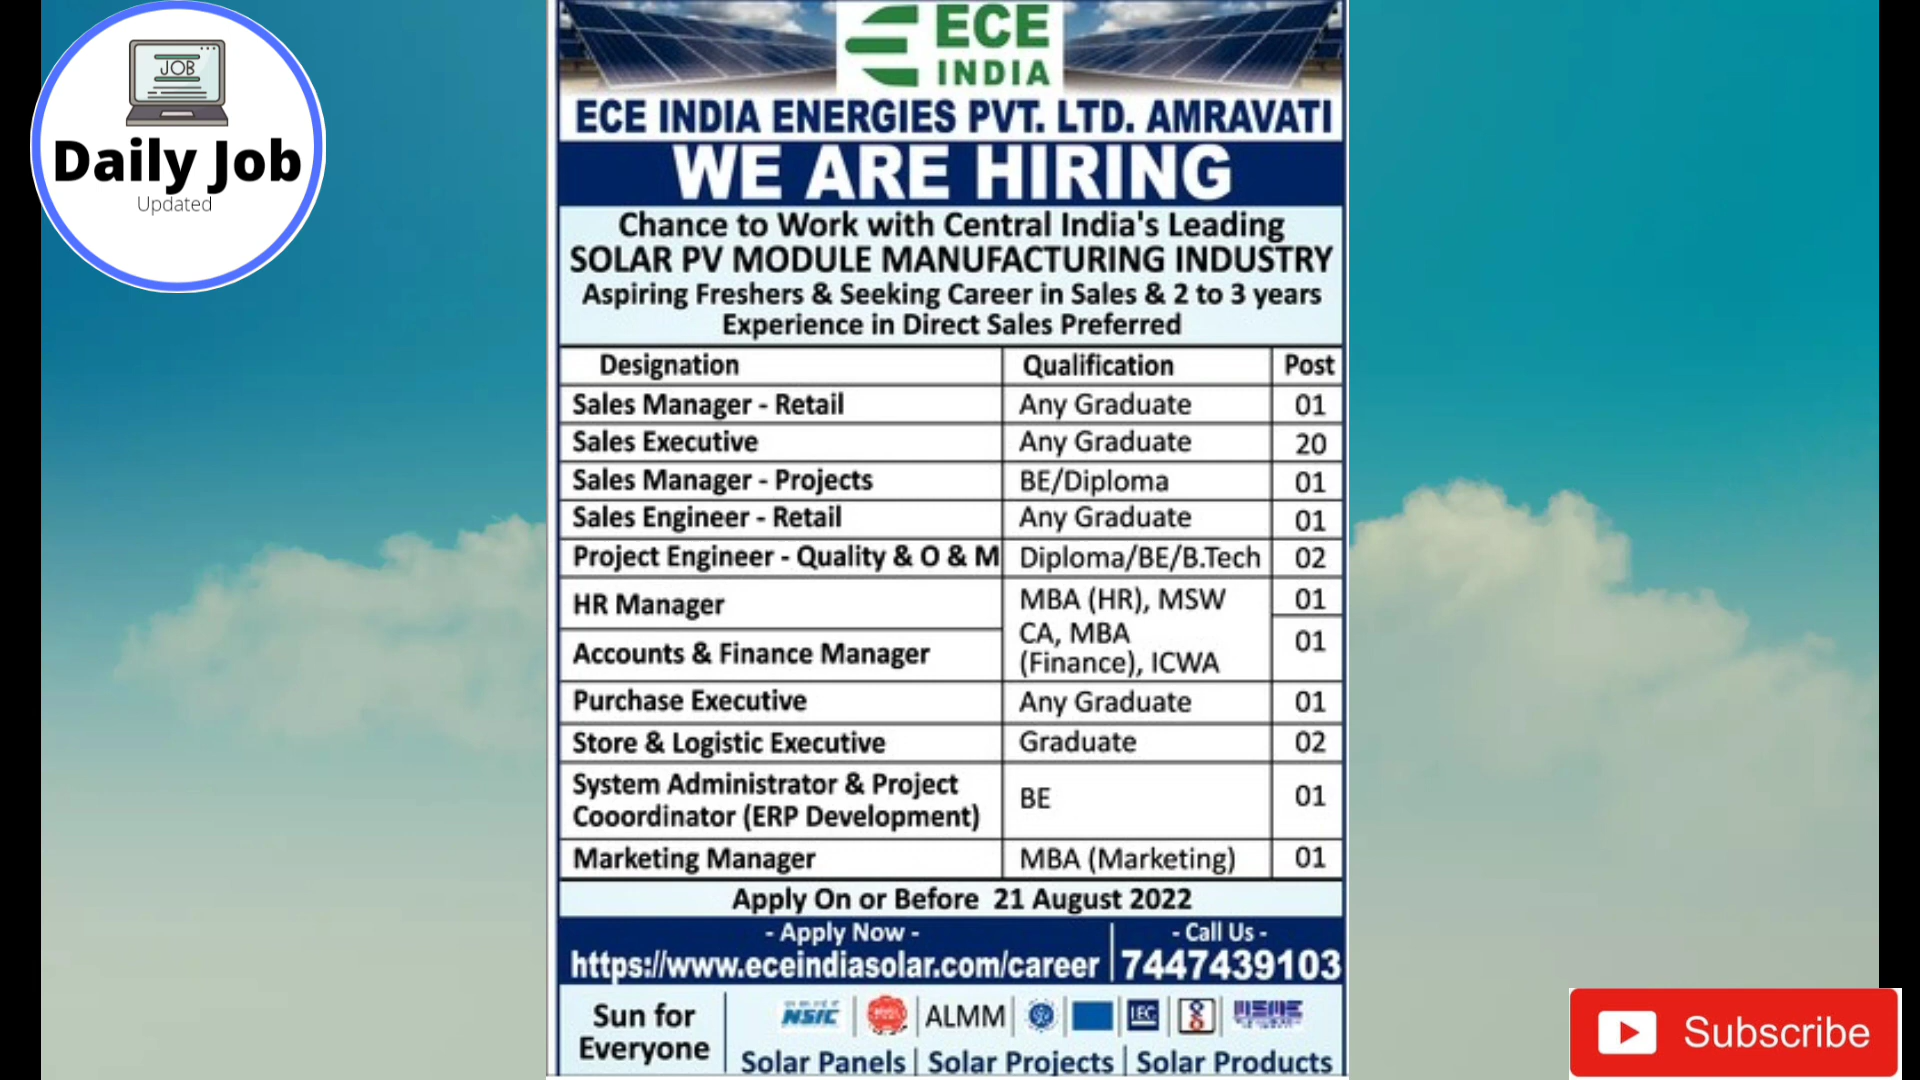 JOB
Daily Job
Updated
ECE
INDIA
ECE INDIA ENERGIES PVT. LTD. AMRAVATI
WE ARE HIRING
Chance to Work with Central India's Leading
SOLAR PV MODULE MANUFACTURING INDUSTRY
Aspiring Freshers & Seeking Career in Sales & 2 to 3 years
Experience in Direct Sales Preferred
Designation Qualification Post
Sales Manager - Retail Any Graduate 01
Sales Executive Any Graduate 20
Sales Manager - Projects BE/Diploma 01
Sales Engineer - Retail Any Graduate 01
Project Engineer - Quality & O & M Diploma/BE/B.Tech 02
HR Manager MBA (HR), MSW 01
Accounts & Finance Manager CA, MBA 01
(Finance), ICWA
Purchase Executive Any Graduate 01
Store & Logistic Executive Graduate 02
System Administrator & Project
Cooordinator (ERP Development) BE 01
Marketing Manager MBA (Marketing) 01
Apply On or Before 21 August 2022
- Apply Now - - Call Us -
https://www.eceindiasolar.com/career 7447439103
Sun for
Everyone
NSIC ALMM IEC
Solar Panels | Solar Projects | Solar Products
Subscribe